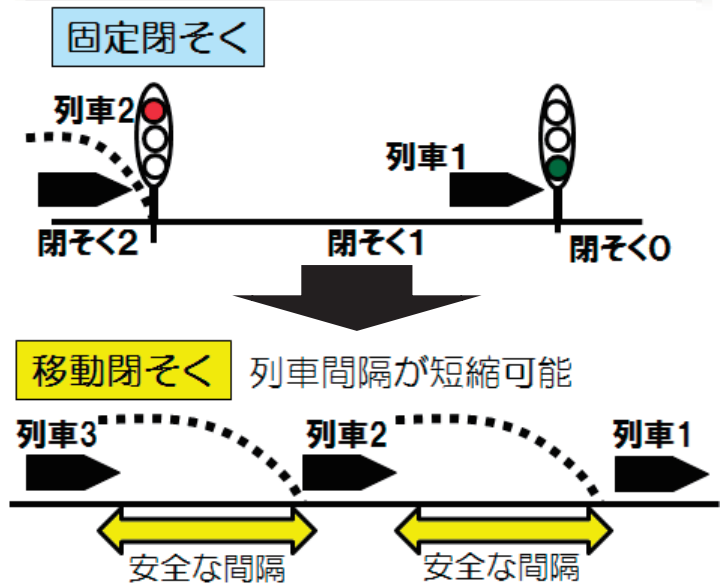 固定閉そく
列車2
列車1
閉そく2
閉そく1
閉そく0
移動閉そく
列車間隔が短縮可能
列車3
列車2
列車1
安全な間隔
安全な間隔